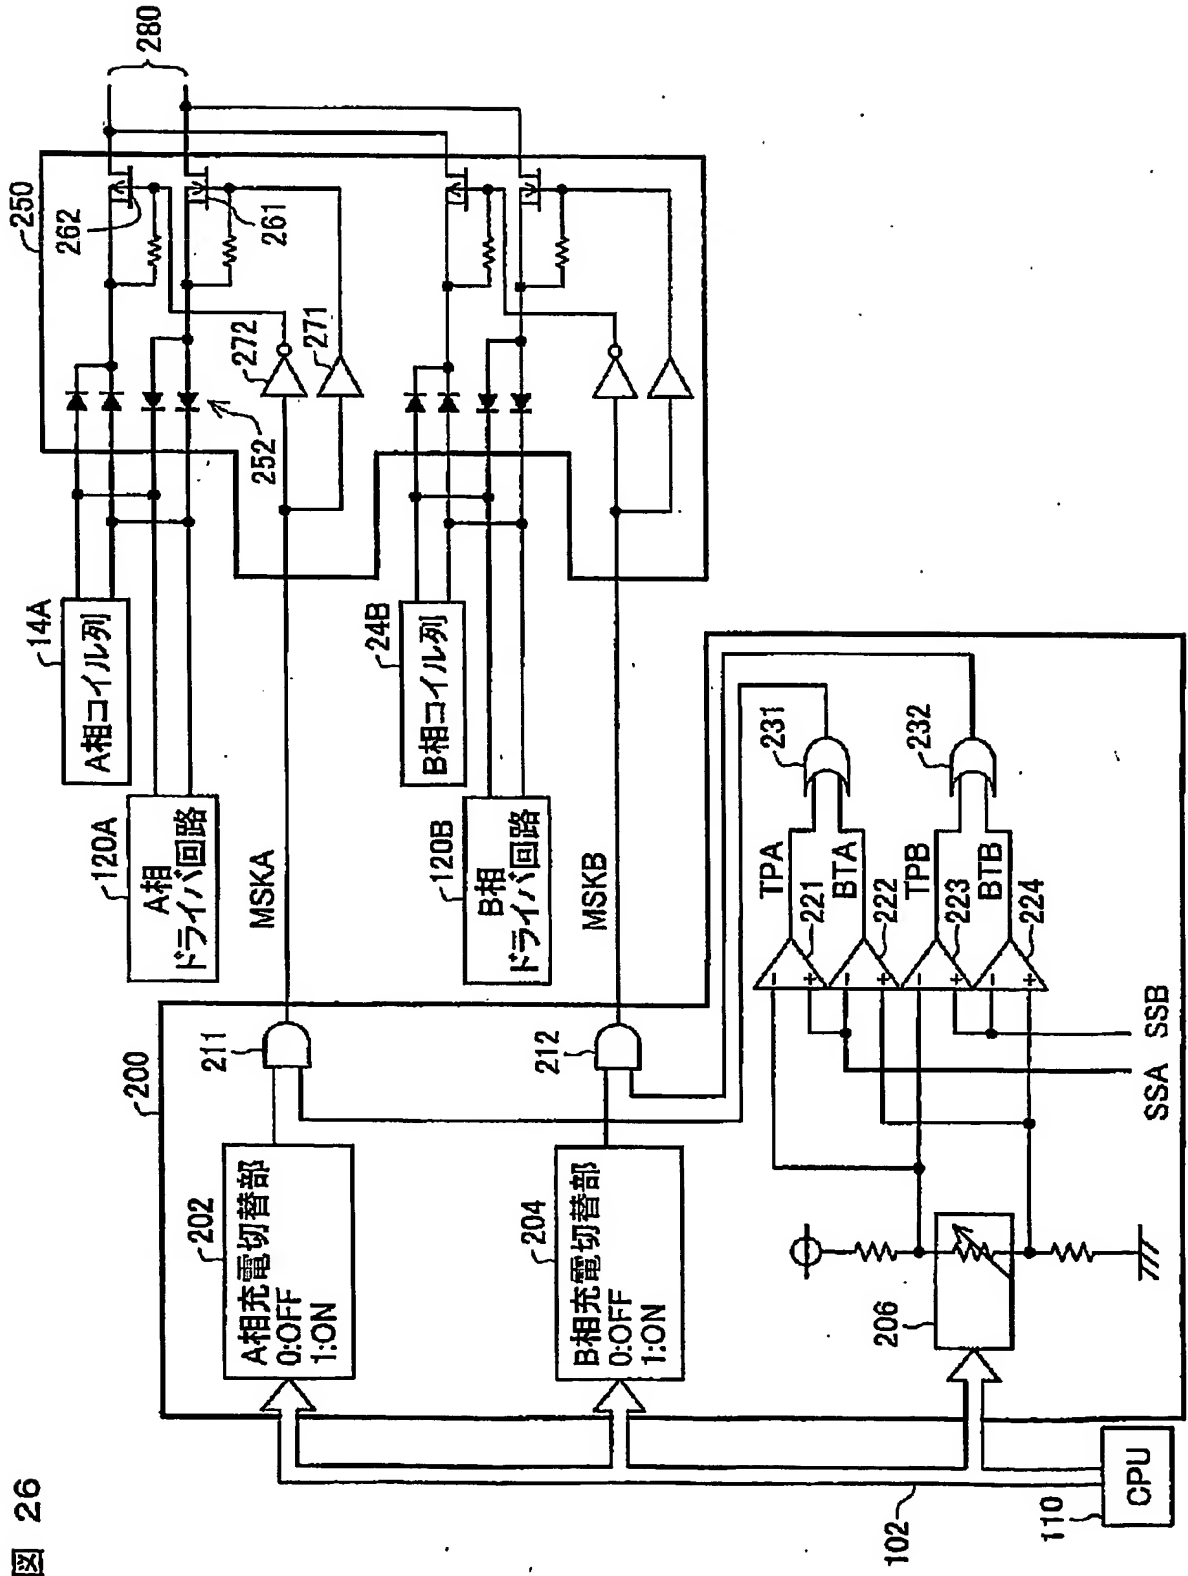 図 26
280
250
262
261
272
271
252
14A
A相コイル列
120A
A相
ドライバ回路
MSKA
24B
B相コイル列
120B
B相
ドライバ回路
MSKB
200
211
212
202
A相充電切替部
0:OFF
1:ON
204
B相充電切替部
0:OFF
1:ON
231
232
TPA
BTA
TPB
BTB
221
222
223
224
-
+
-
+
-
+
-
+
SSA
SSB
206
102
110
CPU